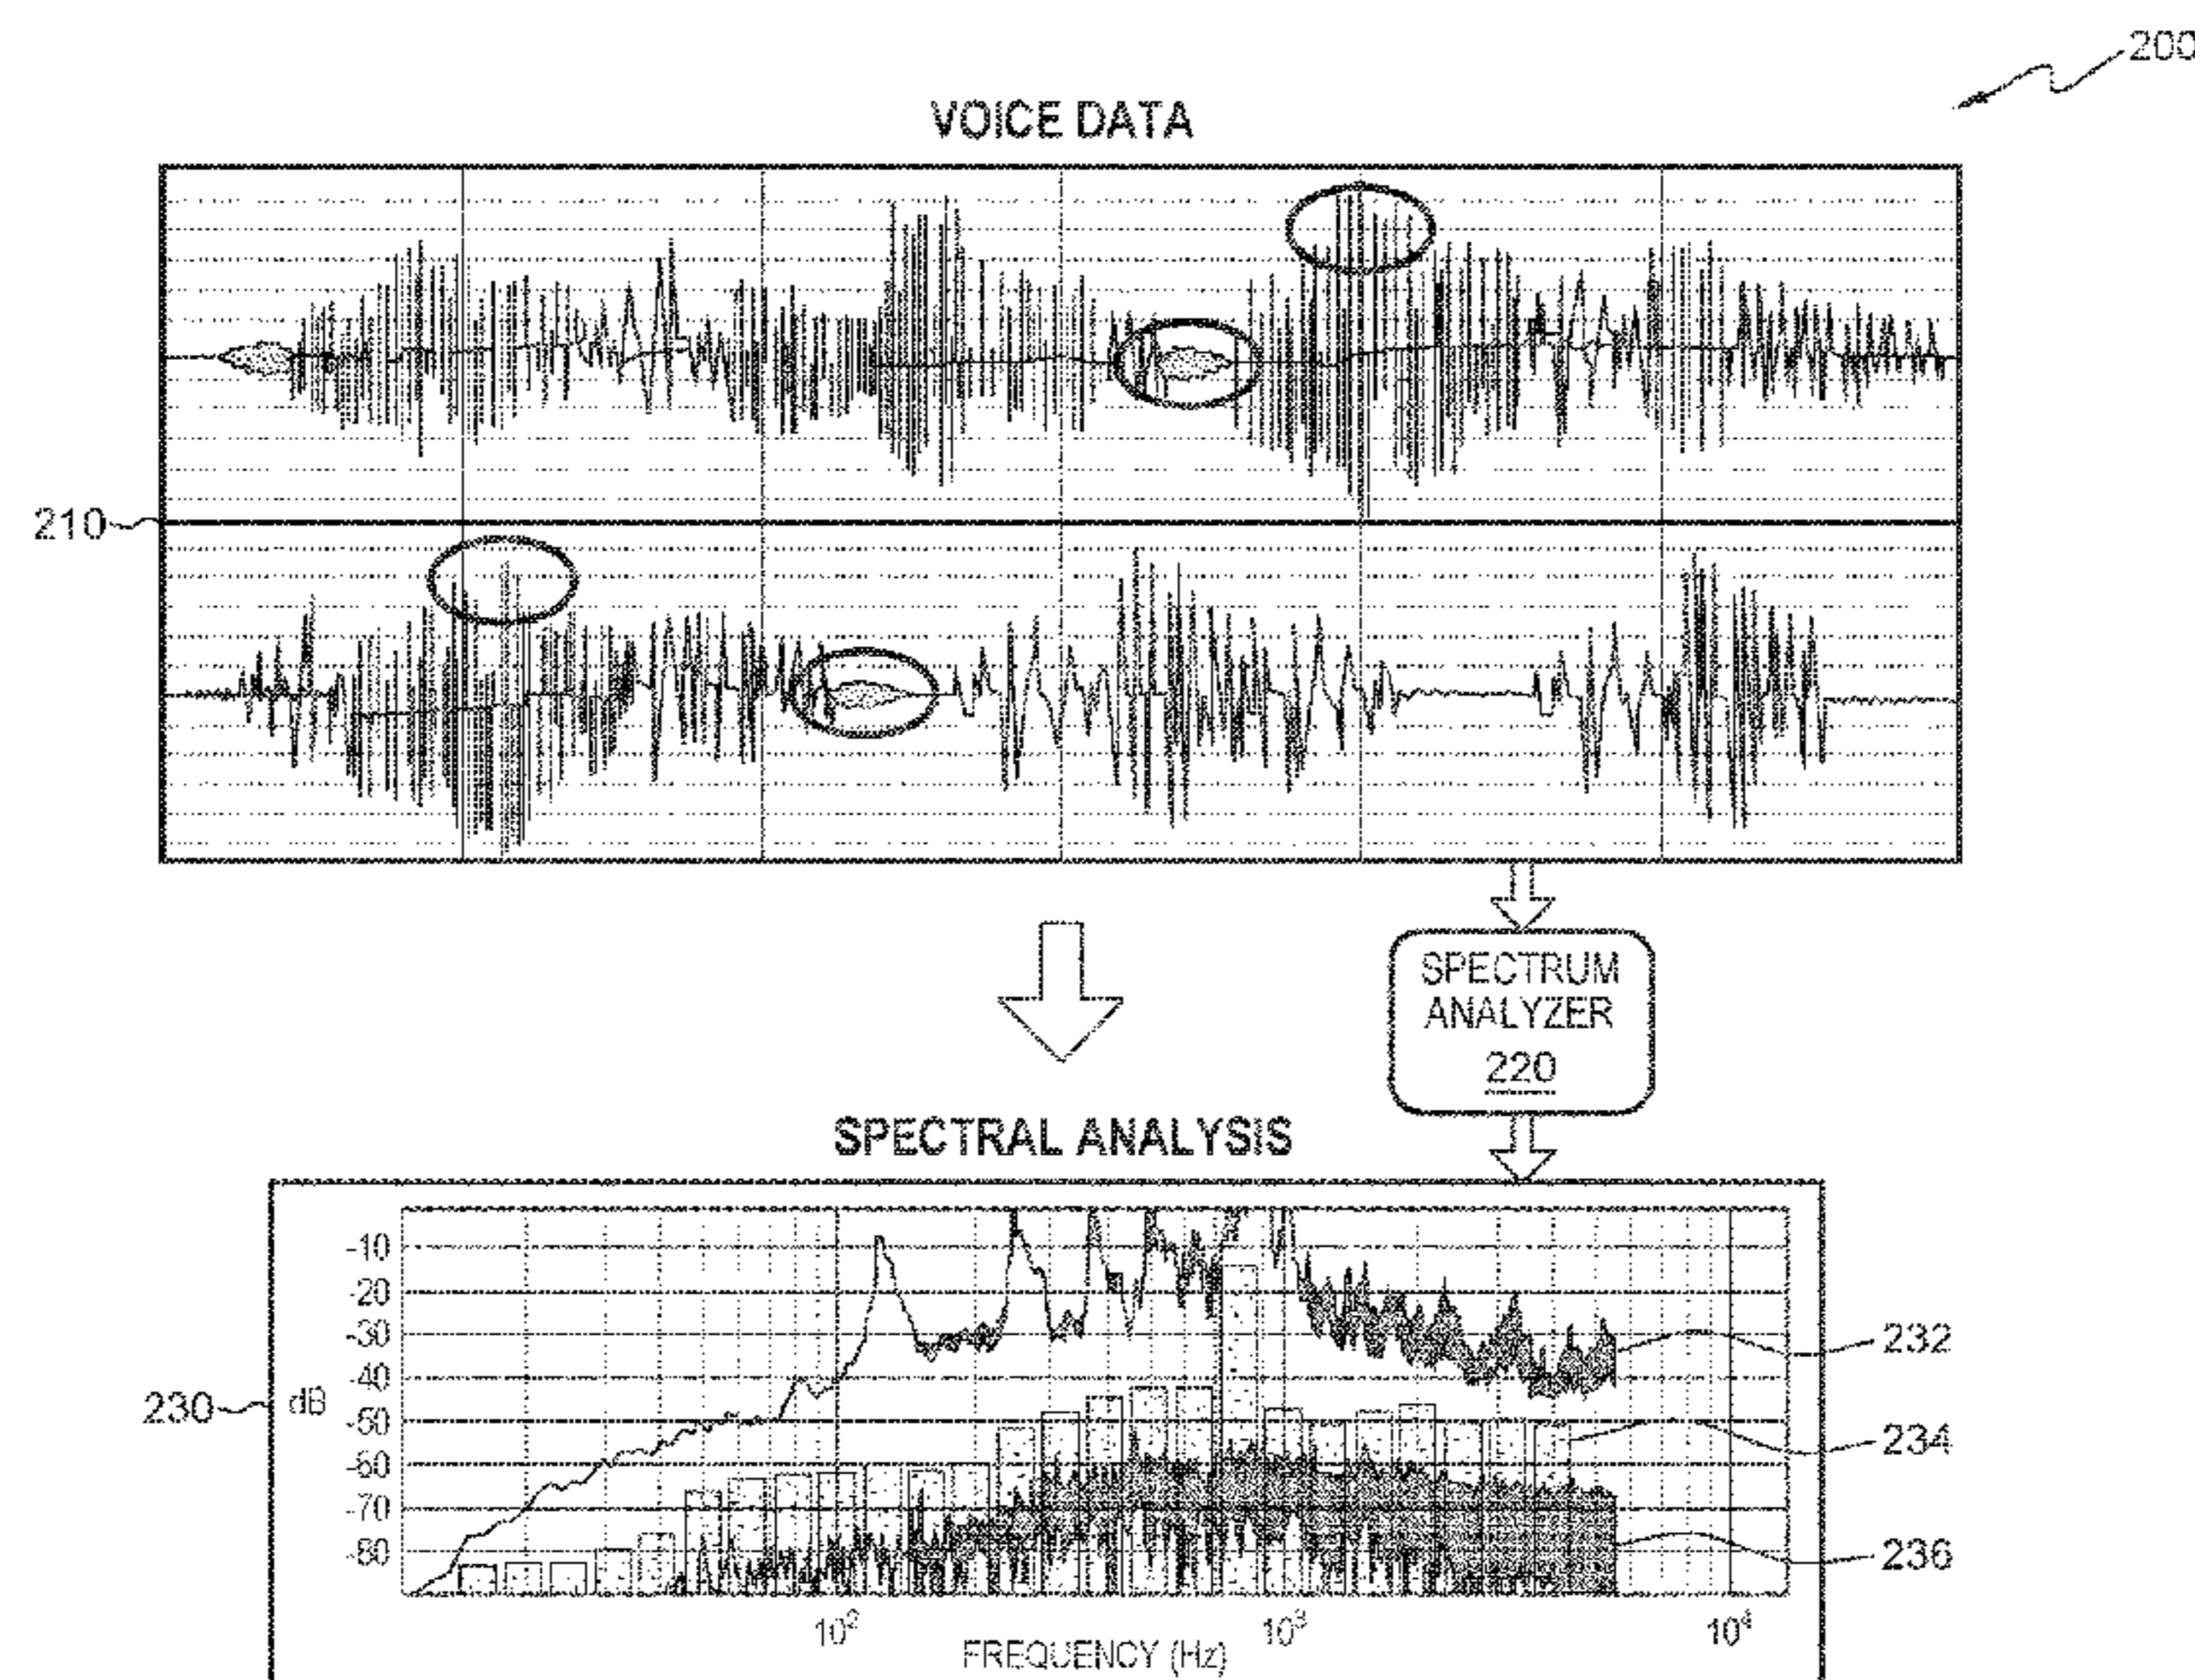 200
VOICE DATA
210
SPECTRUM
ANALYZER
220
SPECTRAL ANALYSIS
-10
-20
-30
-40
-50
-60
-70
-80
230
dB
232
234
236
10² 10³ 10⁴
FREQUENCY (Hz)